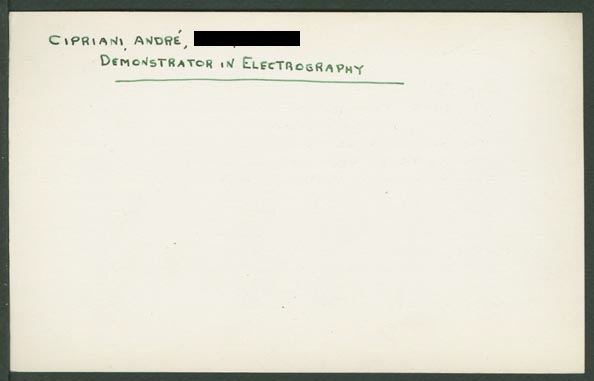 CIPRIANI, ANDRÉ,
DEMONSTRATOR IN ELECTROGRAPHY